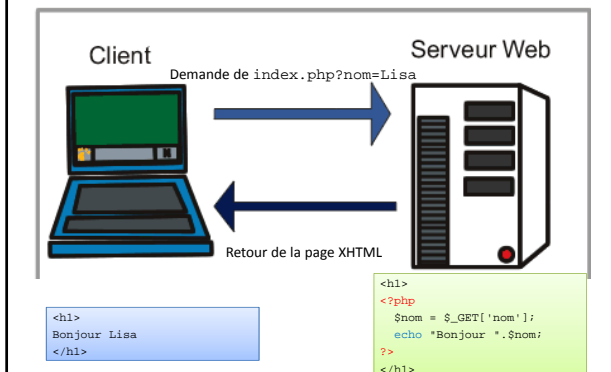 Client
Serveur Web
Demande de index.php?nom=Lisa
Retour de la page XHTML
<h1>
Bonjour Lisa
</h1>
<h1>
<?php
$nom = $_GET['nom'];
echo "Bonjour ".$nom;
?>
</h1>